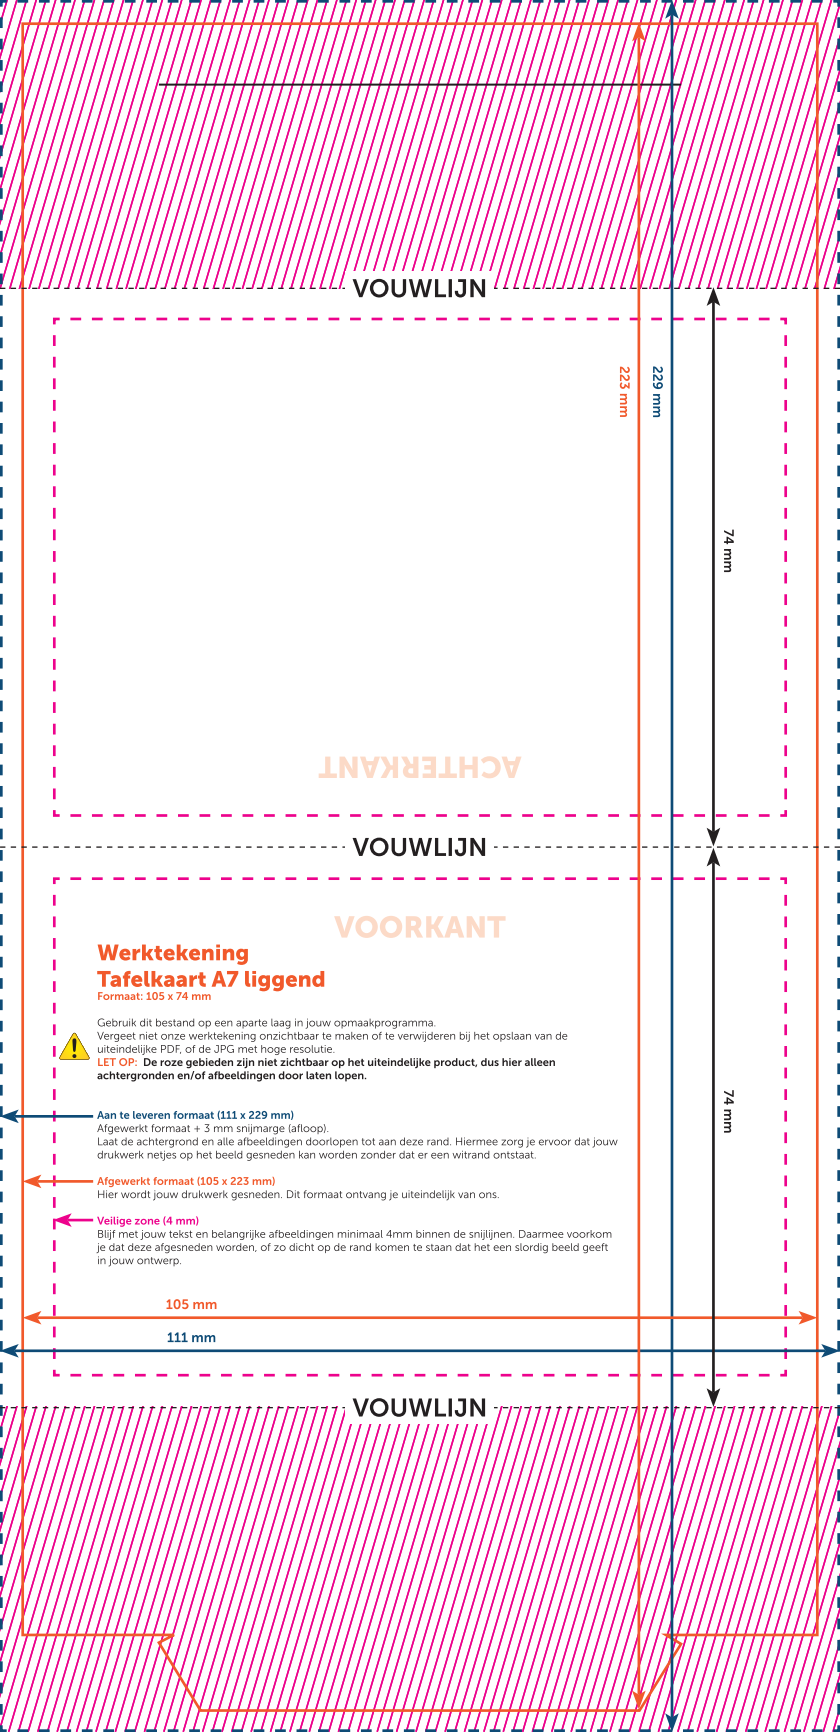 VOUWLIJN
223 mm
229 mm
74 mm
ACHTERKANT
VOUWLIJN
VOORKANT
Werktekening
Tafelkaart A7 liggend
Formaat: 105 x 74 mm
Gebruik dit bestand op een aparte laag in jouw opmaakprogramma.
Vergeet niet onze werktekening onzichtbaar te maken of te verwijderen bij het opslaan van de
uiteindelijke PDF, of de JPG met hoge resolutie.
LET OP: De roze gebieden zijn niet zichtbaar op het uiteindelijke product, dus hier alleen
achtergronden en/of afbeeldingen door laten lopen.
74 mm
Aan te leveren formaat (111 x 229 mm)
Afgewerkt formaat + 3 mm snijmarge (afloop).
Laat de achtergrond en alle afbeeldingen doorlopen tot aan deze rand. Hiermee zorg je ervoor dat jouw
drukwerk netjes op het beeld gesneden kan worden zonder dat er een witrand ontstaat.
Afgewerkt formaat (105 x 223 mm)
Hier wordt jouw drukwerk gesneden. Dit formaat ontvang je uiteindelijk van ons.
Veilige zone (4 mm)
Blijf met jouw tekst en belangrijke afbeeldingen minimaal 4mm binnen de snijlijnen. Daarmee voorkom
je dat deze afgesneden worden, of zo dicht op de rand komen te staan dat het een slordig beeld geeft
in jouw ontwerp.
105 mm
111 mm
VOUWLIJN